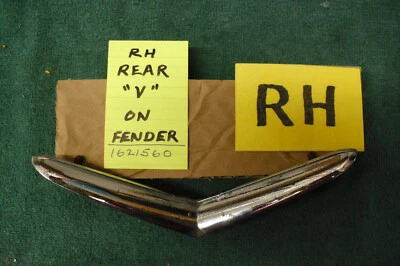 RH
REAR
"V"
ON
FENDER
1621560
RH